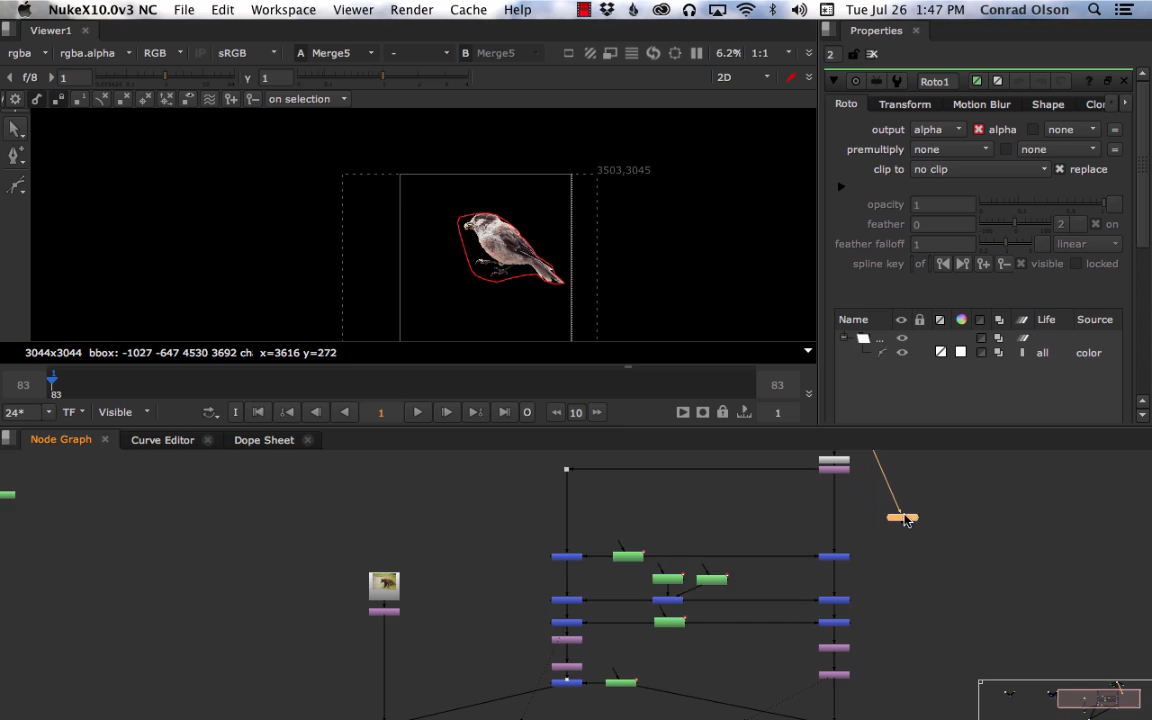 NukeX10.0v3 NC File Edit Workspace Viewer Render Cache Help Tue Jul 26 1:47 PM Conrad Olson
Viewer1
Properties
rgba rgba.alpha RGB IP sRGB A Merge5 - B Merge5 6.2% 1:1
2
f/8 1 Y 1 2D
Roto1
on selection
Roto Transform Motion Blur Shape Clor
output alpha alpha none =
premultiply none none =
clip to no clip replace
3503,3045
opacity 1
feather 0 2 on
feather falloff 1 linear
spline key of visible locked
Name Life Source
...
all color
3044x3044 bbox: -1027 -647 4530 3692 ch x=3616 y=272
83 1 83 83
24* TF Visible I 1 O 10 1
Node Graph Curve Editor Dope Sheet